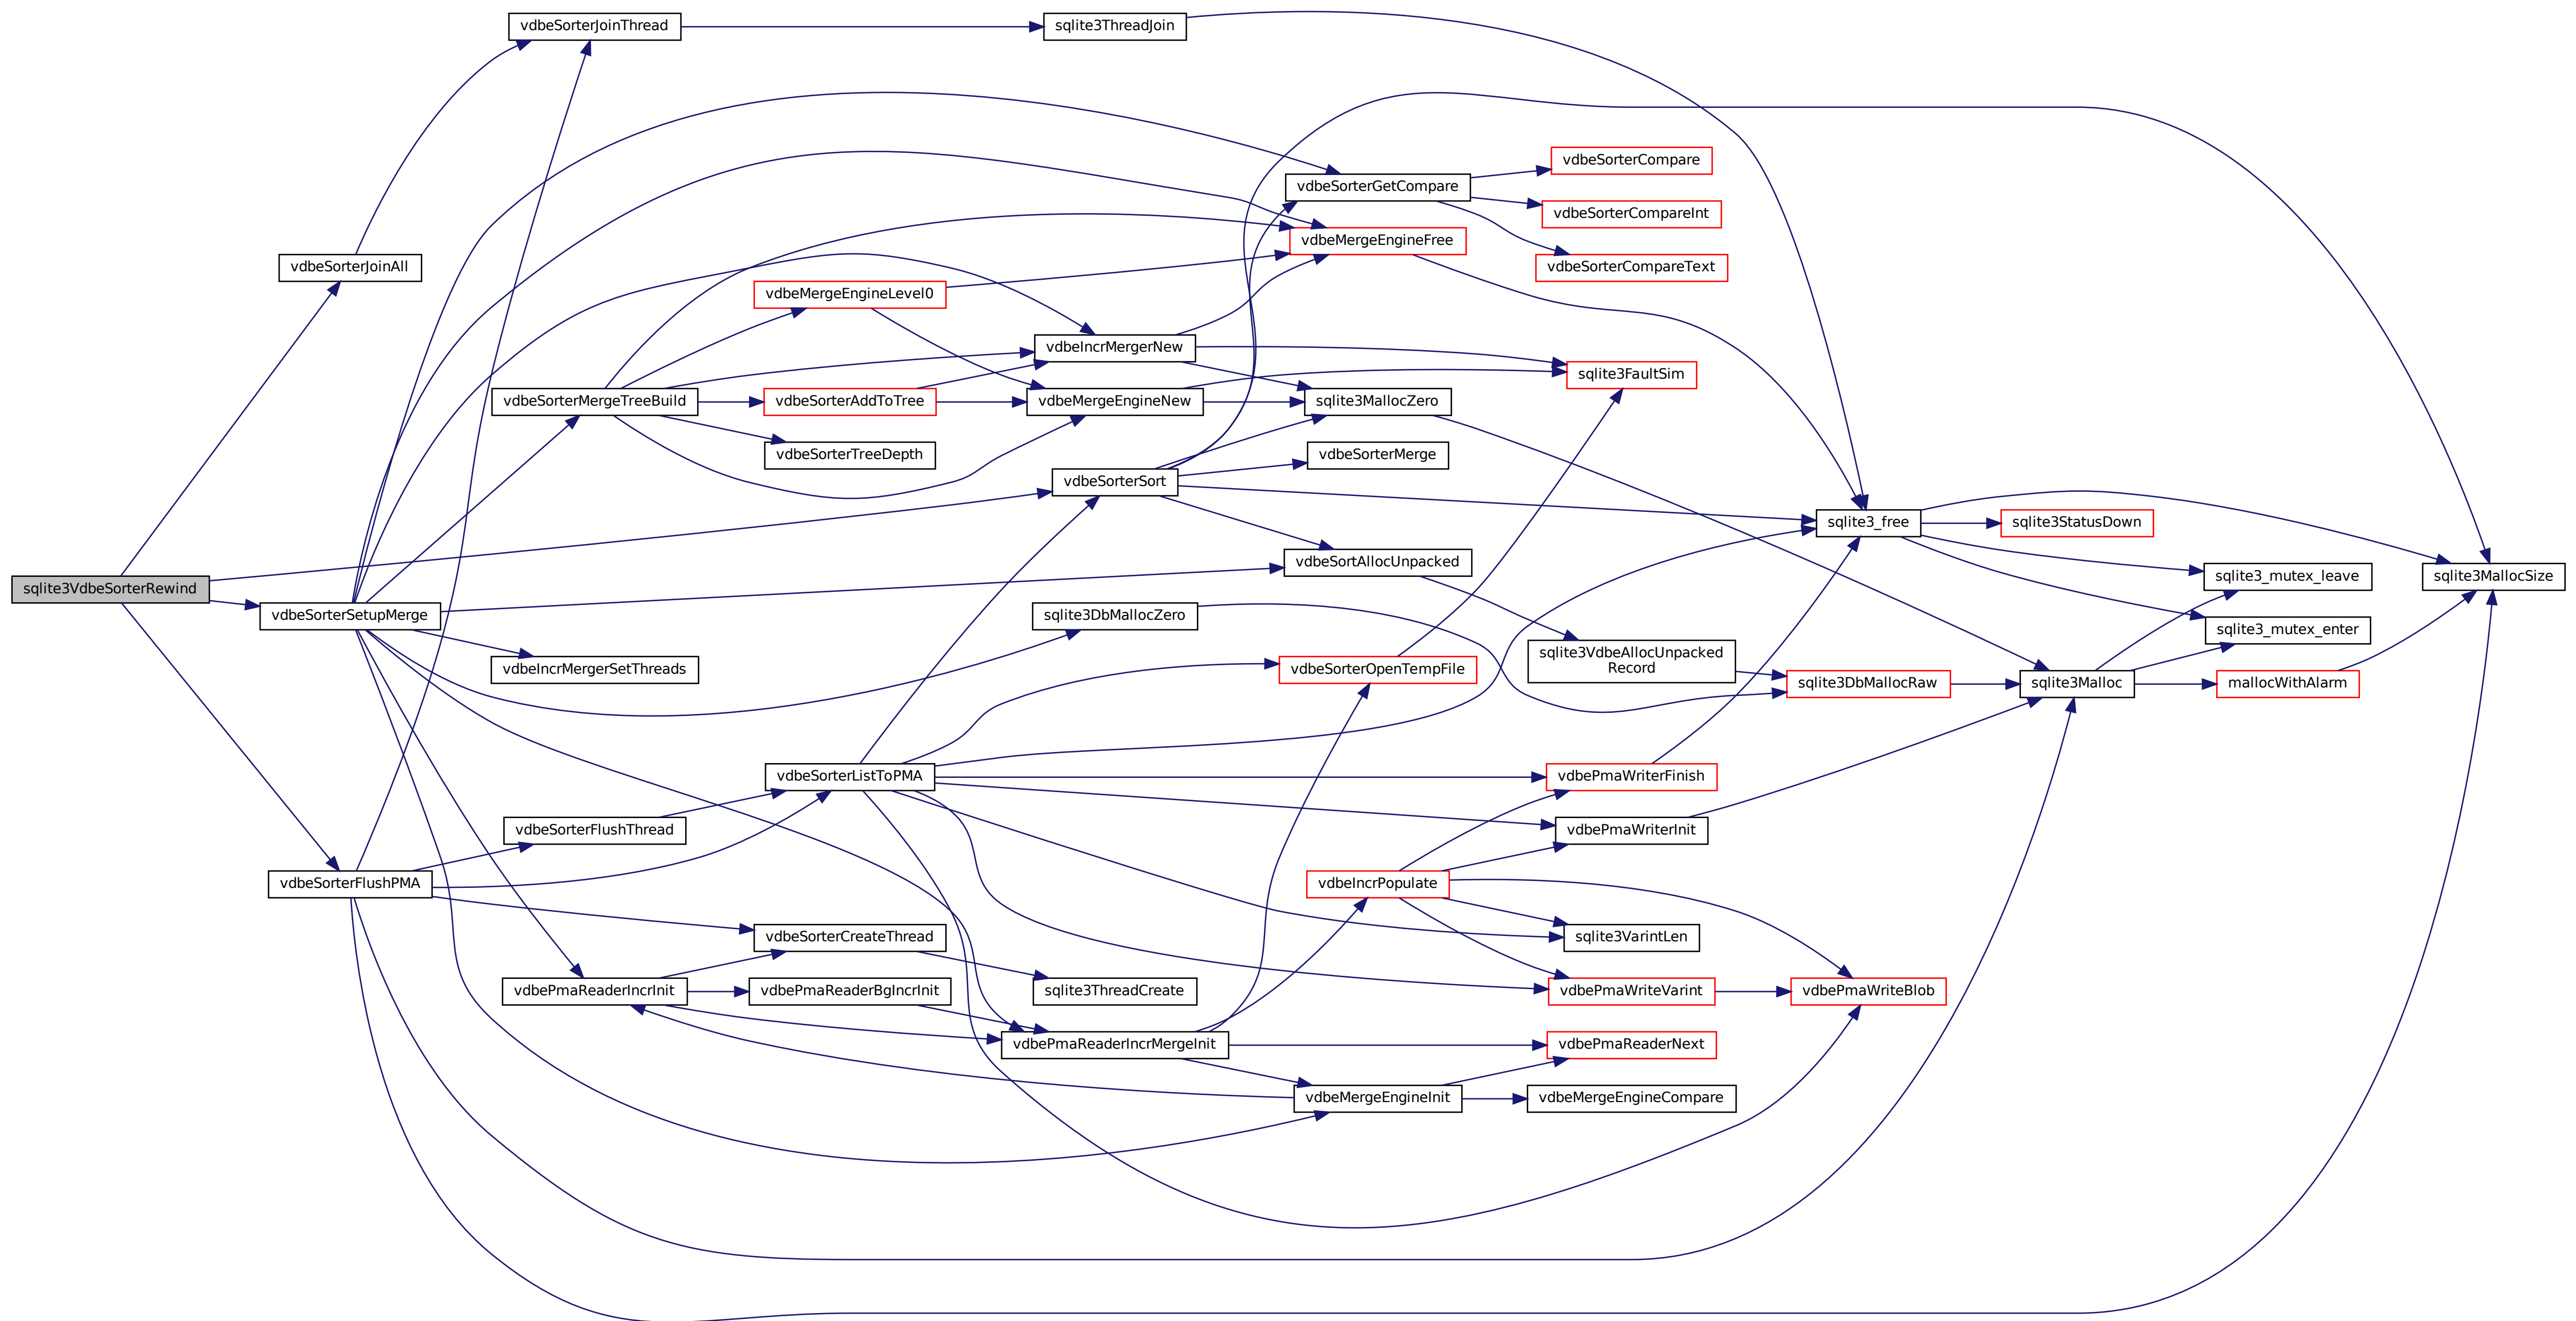 vdbeSorterJoinThread
sqlite3ThreadJoin
vdbeSorterCompare
vdbeSorterGetCompare
vdbeSorterCompareInt
vdbeMergeEngineFree
vdbeSorterJoinAll
vdbeSorterCompareText
vdbeMergeEngineLevel0
vdbeIncrMergerNew
sqlite3FaultSim
vdbeSorterMergeTreeBuild
vdbeSorterAddToTree
vdbeMergeEngineNew
sqlite3MallocZero
vdbeSorterTreeDepth
vdbeSorterMerge
vdbeSorterSort
sqlite3_free
sqlite3StatusDown
vdbeSortAllocUnpacked
sqlite3_mutex_leave
sqlite3MallocSize
sqlite3VdbeSorterRewind
vdbeSorterSetupMerge
sqlite3DbMallocZero
sqlite3_mutex_enter
vdbeIncrMergerSetThreads
vdbeSorterOpenTempFile
sqlite3VdbeAllocUnpacked
Record
sqlite3DbMallocRaw
sqlite3Malloc
mallocWithAlarm
vdbeSorterListToPMA
vdbePmaWriterFinish
vdbeSorterFlushThread
vdbePmaWriterInit
vdbeSorterFlushPMA
vdbeIncrPopulate
vdbeSorterCreateThread
sqlite3VarintLen
vdbePmaReaderIncrInit
vdbePmaReaderBgIncrInit
sqlite3ThreadCreate
vdbePmaWriteVarint
vdbePmaWriteBlob
vdbePmaReaderIncrMergeInit
vdbePmaReaderNext
vdbeMergeEngineInit
vdbeMergeEngineCompare